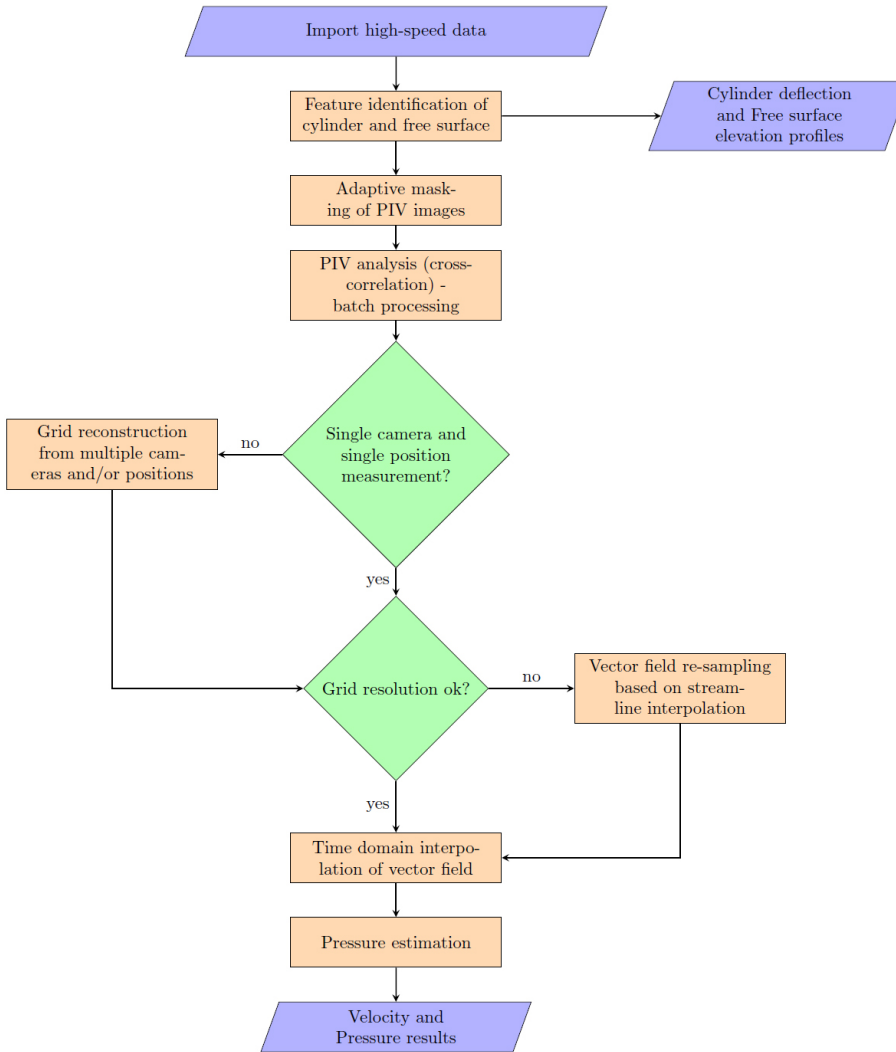 Import high-speed data
Feature identification of
cylinder and free surface
Cylinder deflection
and Free surface
elevation profiles
Adaptive mask-
ing of PIV images
PIV analysis (cross-
correlation) -
batch processing
Single camera and
single position
measurement?
no
Grid reconstruction
from multiple cam-
eras and/or positions
yes
Grid resolution ok?
no
Vector field re-sampling
based on stream-
line interpolation
yes
Time domain interpo-
lation of vector field
Pressure estimation
Velocity and
Pressure results